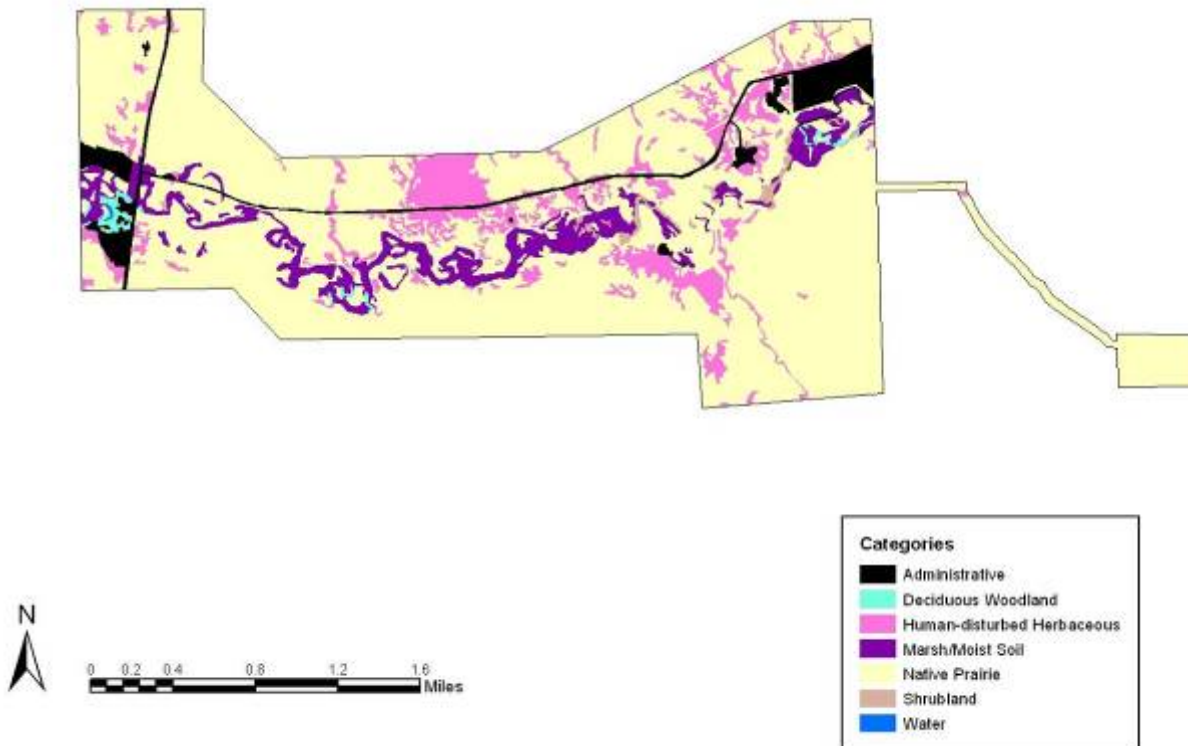 N
0 0.2 0.4 0.8 1.2 1.6
Miles
Categories
Administrative
Deciduous Woodland
Human-disturbed Herbaceous
Marsh/Moist Soil
Native Prairie
Shrubland
Water